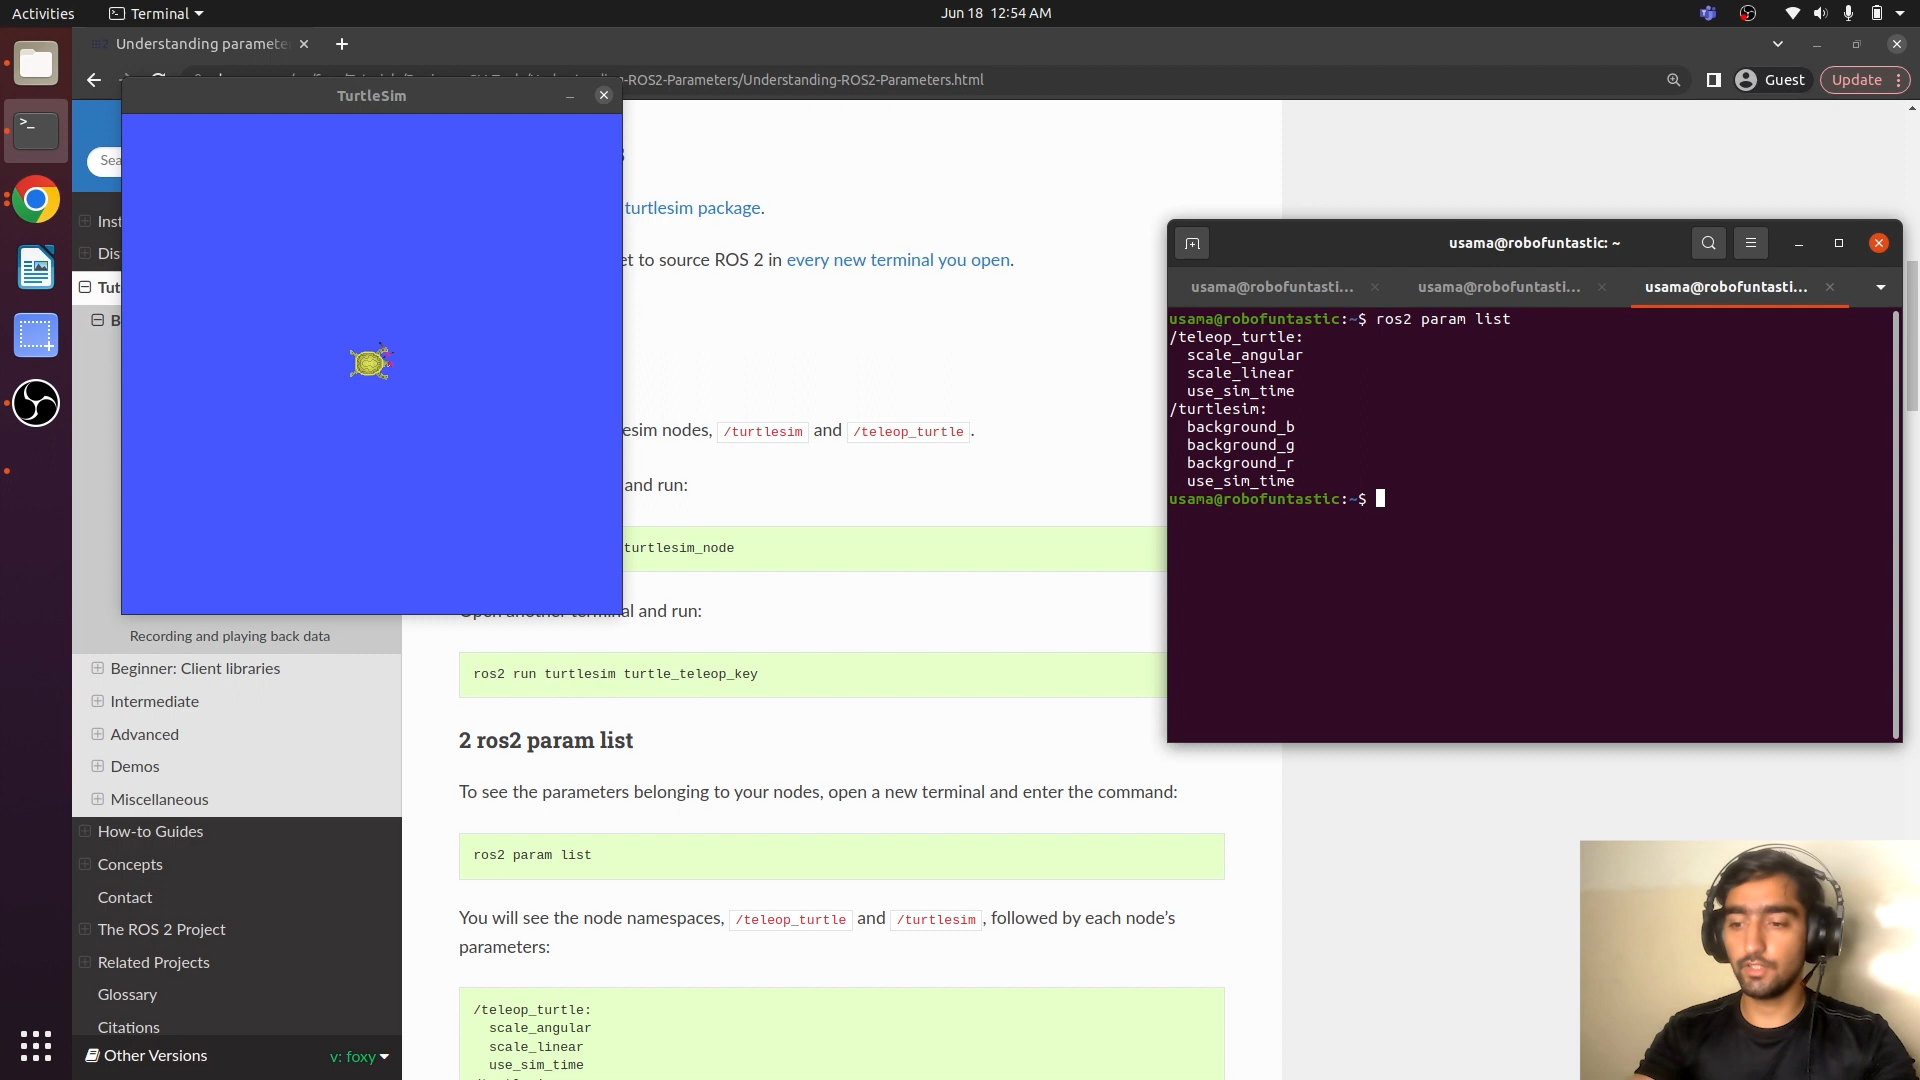 Activities
Terminal
Jun 18 12:54 AM
Understanding paramete
Guest
Update
-ROS2-Parameters/Understanding-ROS2-Parameters.html
TurtleSim
Sea
Inst
Dis
Tut
B
turtlesim package.
et to source ROS 2 in every new terminal you open.
esim nodes, /turtlesim and /teleop_turtle.
and run:
turtlesim_node
al and run:
ros2 run turtlesim turtle_teleop_key
2 ros2 param list
To see the parameters belonging to your nodes, open a new terminal and enter the command:
ros2 param list
You will see the node namespaces, /teleop_turtle and /turtlesim, followed by each node's
parameters:
/teleop_turtle:
scale_angular
scale_linear
use_sim_time
Recording and playing back data
Beginner: Client libraries
Intermediate
Advanced
Demos
Miscellaneous
How-to Guides
Concepts
Contact
The ROS 2 Project
Related Projects
Glossary
Citations
Other Versions
v: foxy
usama@robofuntastic: ~
usama@robofuntasti...
usama@robofuntasti...
usama@robofuntasti...
usama@robofuntastic:~$ ros2 param list
/teleop_turtle:
scale_angular
scale_linear
use_sim_time
/turtlesim:
background_b
background_g
background_r
use_sim_time
usama@robofuntastic:~$